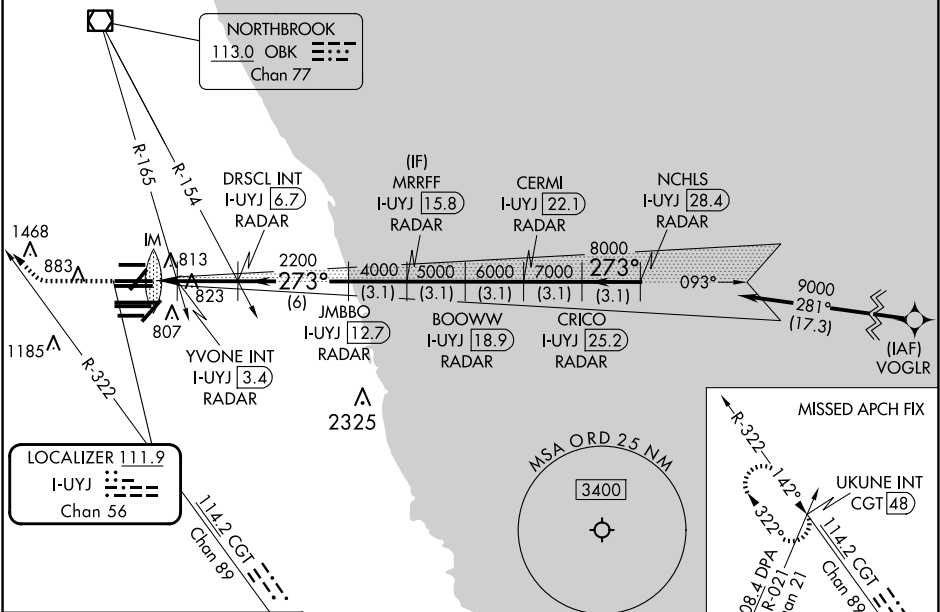 NORTHBROOK
113.0 OBK
Chan 77
R-165
R-154
DRSCL INT
I-UYJ 6.7
RADAR
(IF)
MRRFF
I-UYJ 15.8
RADAR
CERMI
I-UYJ 22.1
RADAR
NCHLS
I-UYJ 28.4
RADAR
1468
883
IM
813
823
807
1185
2200
273°
(6)
4000
(3.1)
5000
(3.1)
6000
(3.1)
7000
(3.1)
8000
273°
(3.1)
093°
9000
281°
(17.3)
(IAF)
VOGLR
YVONE INT
I-UYJ 3.4
RADAR
JMBBO
I-UYJ 12.7
RADAR
BOOWW
I-UYJ 18.9
RADAR
CRICO
I-UYJ 25.2
RADAR
2325
R-322
LOCALIZER 111.9
I-UYJ
Chan 56
114.2 CGT
Chan 89
MSA ORD 25 NM
3400
MISSED APCH FIX
R-322
142°
322°
UKUNE INT
CGT 48
114.2 CGT
Chan 89
08.4 DPA
R-021
an 21